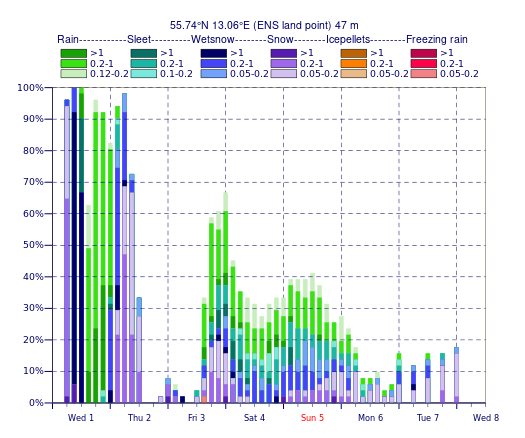 55.74°N 13.06°E (ENS land point) 47 m
Rain-----------Sleet-----------Wetsnow--------Snow-----------Icepellets---------Freezing rain
>1 >1 >1 >1 >1 >1
0.2-1 0.2-1 0.2-1 0.2-1 0.2-1 0.2-1
0.12-0.2 0.1-0.2 0.05-0.2 0.05-0.2 0.05-0.2 0.05-0.2
100%
90%
80%
70%
60%
50%
40%
30%
20%
10%
0%
Wed 1 Thu 2 Fri 3 Sat 4 Sun 5 Mon 6 Tue 7 Wed 8